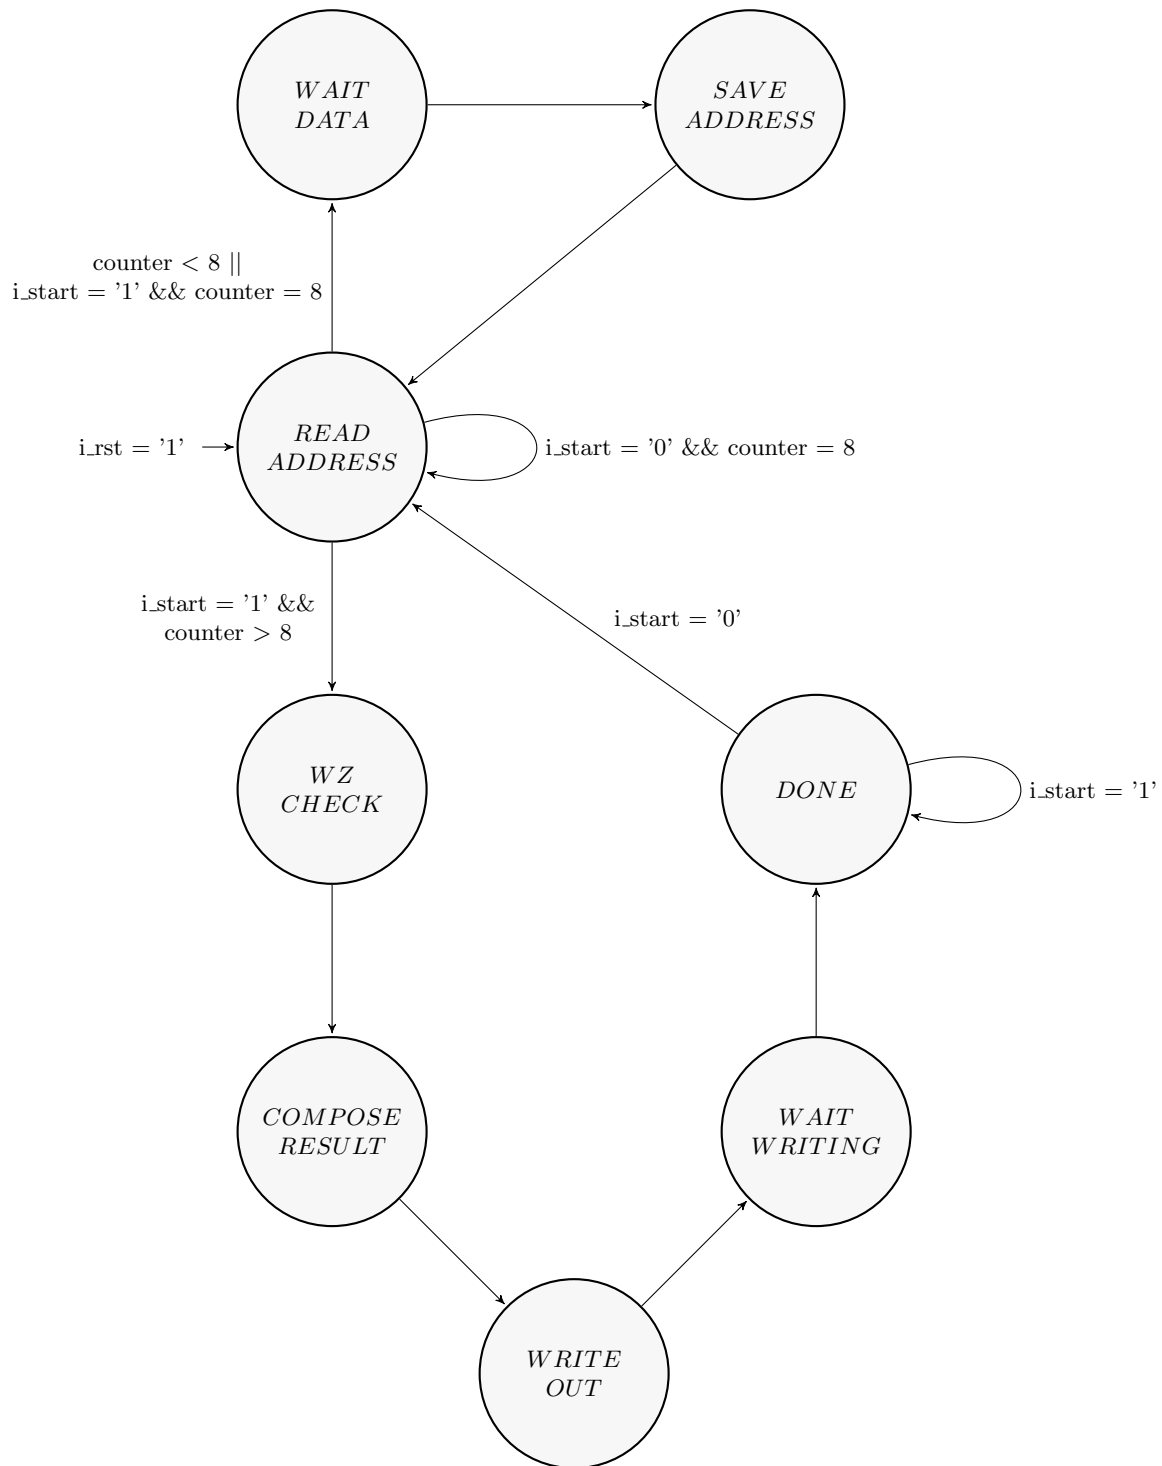 WAIT
DATA
SAVE
ADDRESS
counter < 8 ||
i_start = '1' && counter = 8
i_rst = '1'
READ
ADDRESS
i_start = '0' && counter = 8
i_start = '1' &&
counter > 8
i_start = '0'
WZ
CHECK
DONE
i_start = '1'
COMPOSE
RESULT
WAIT
WRITING
WRITE
OUT